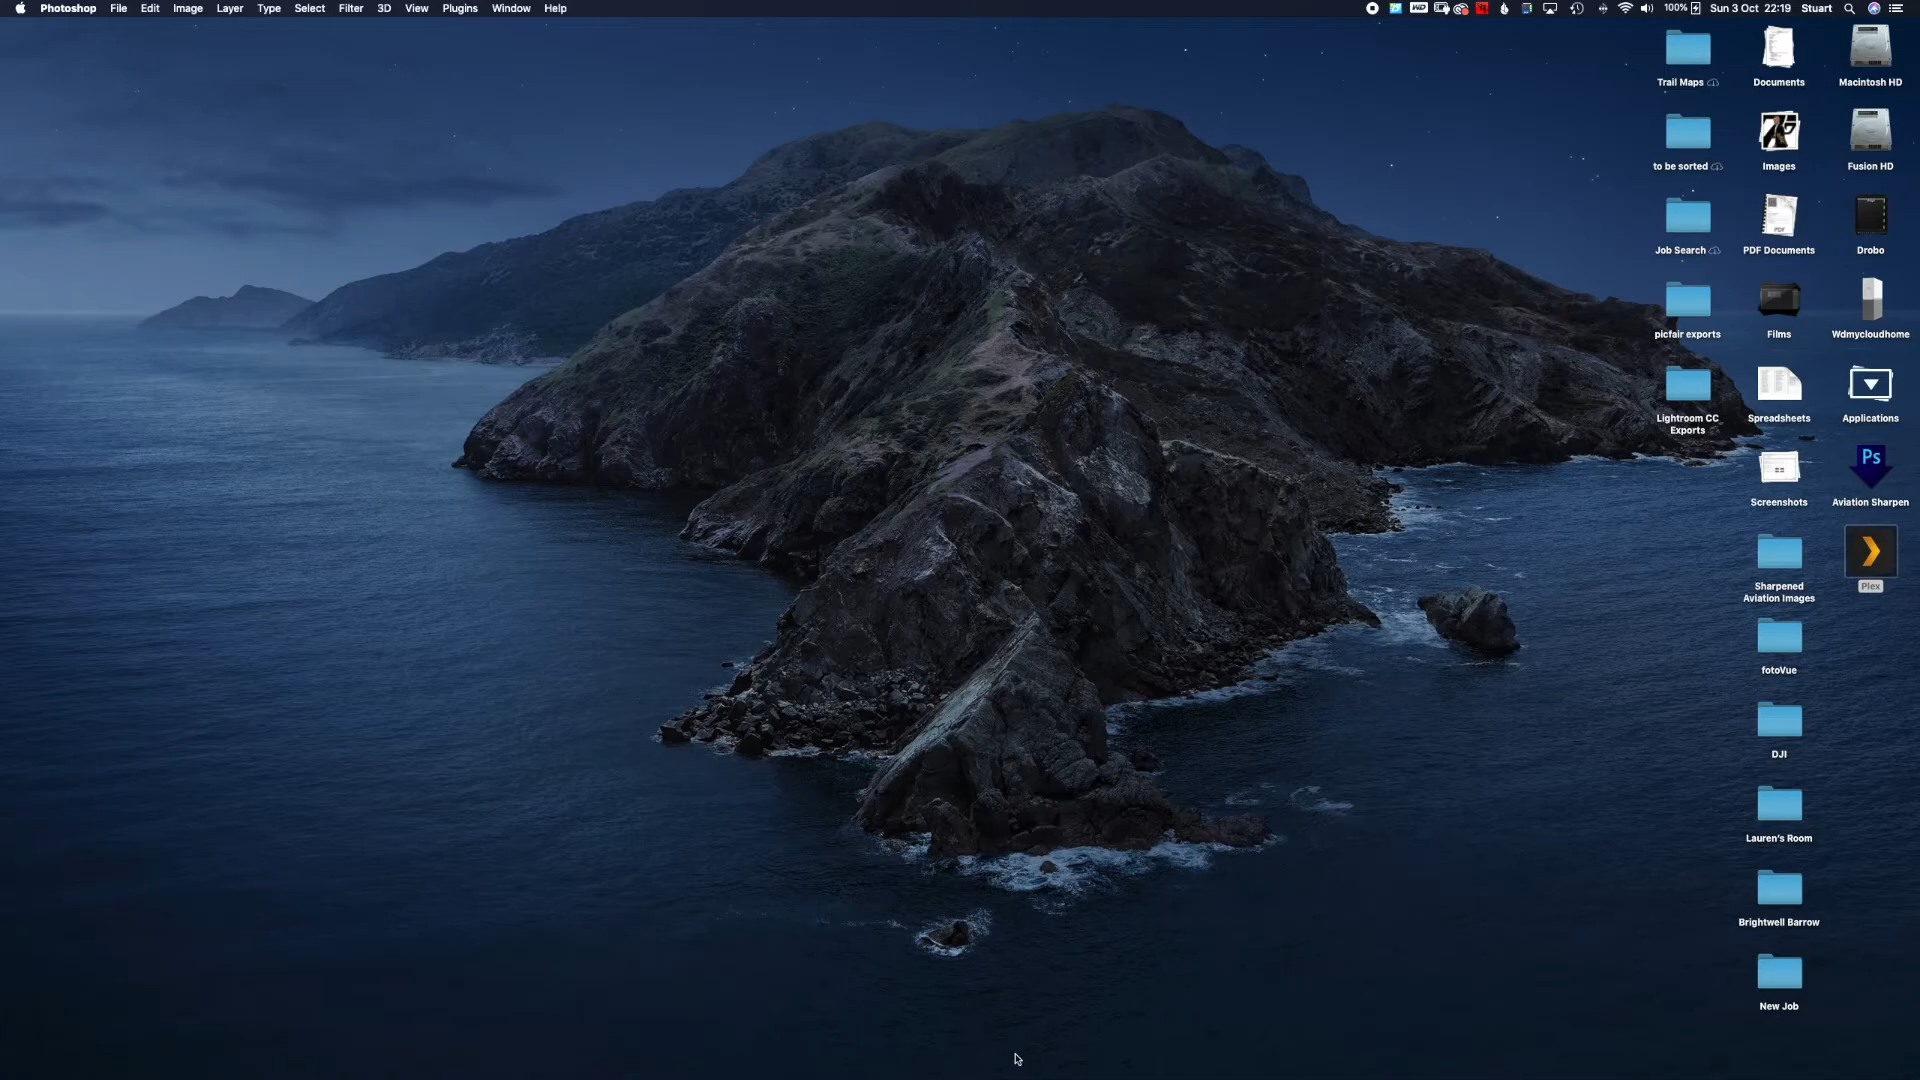 Photoshop File Edit Image Layer Type Select Filter 3D View Plugins Window Help
100% Sun 3 Oct 22:19 Stuart
Trail Maps Documents Macintosh HD
to be sorted Images Fusion HD
Job Search PDF Documents Drobo
picfair exports Films Wdmycloudhome
Lightroom CC Exports Spreadsheets Applications
Ps
Screenshots Aviation Sharpen
Sharpened Aviation Images Plex
fotoVue
DJI
Lauren's Room
Brightwell Barrow
New Job